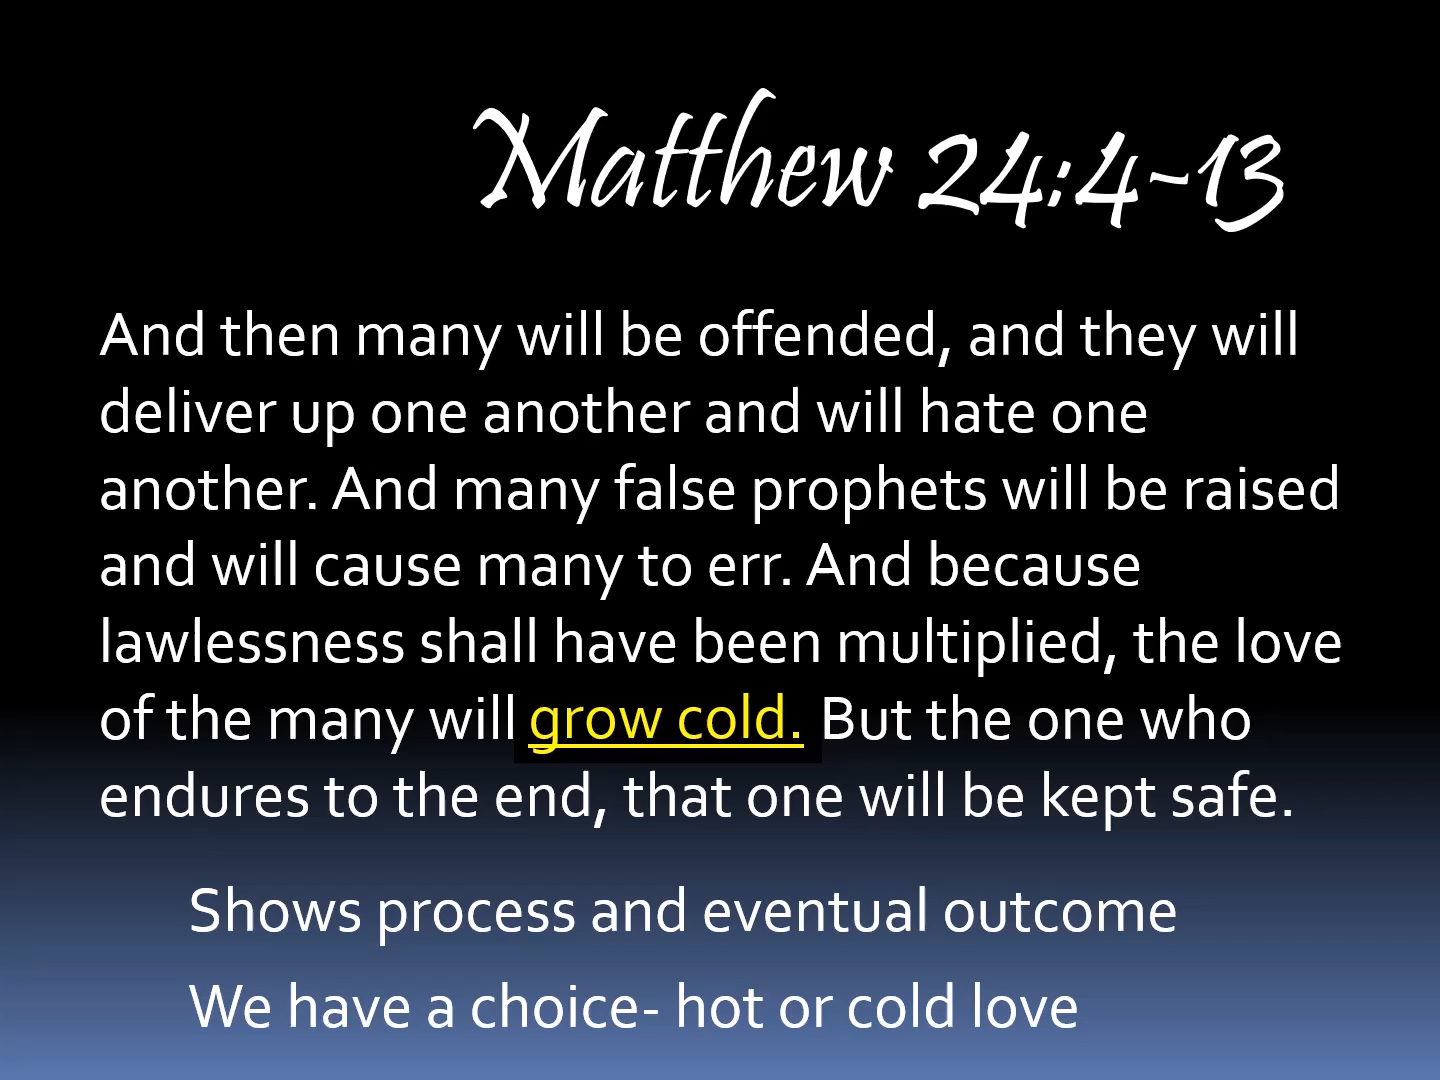 Matthew 24:4-13
And then many will be offended, and they will
deliver up one another and will hate one
another. And many false prophets will be raised
and will cause many to err. And because
lawlessness shall have been multiplied, the love
of the many will grow cold. But the one who
endures to the end, that one will be kept safe.
Shows process and eventual outcome
We have a choice- hot or cold love